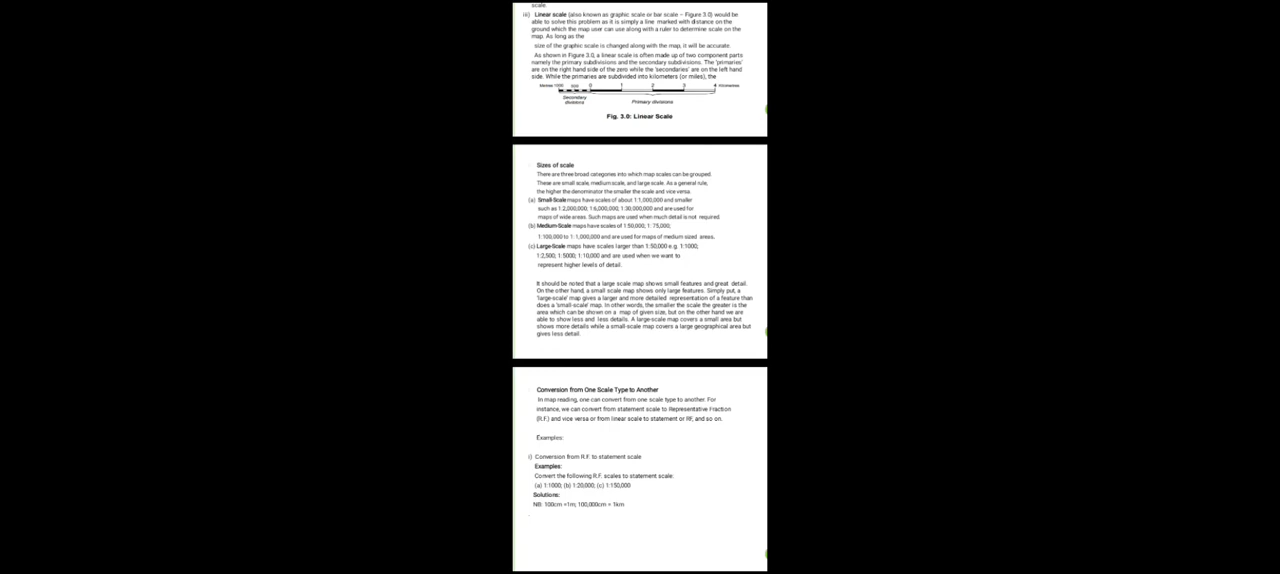 scale.
iii) Linear scale (also known as graphic scale or bar scale – Figure 3.0) would be
able to solve this problem as it is simply a line marked with distance on the
ground which the map user can use along with a ruler to determine scale on the
map. As long as the
size of the graphic scale is changed along with the map, it will be accurate.
As shown in Figure 3.0, a linear scale is often made up of two component parts
namely the primary subdivisions and the secondary subdivisions. The 'primaries'
are on the right hand side of the zero while the 'secondaries' are on the left hand
side. While the primaries are subdivided into kilometers (or miles), the
Metres 1000 500 0 1 2 3 4 Kilometres
Secondary
divisions
Primary divisions
Fig. 3.0: Linear Scale
Sizes of scale
There are three broad categories into which map scales can be grouped.
These are small scale, medium scale, and large scale. As a general rule,
the higher the denominator the smaller the scale and vice versa.
(a) Small-Scale maps have scales of about 1:1,000,000 and smaller
such as 1:2,000,000; 1:6,000,000; 1:30,000,000 and are used for
maps of wide areas. Such maps are used when much detail is not required.
(b) Medium-Scale maps have scales of 1:50,000; 1: 75,000;
1:100,000 to 1: 1,000,000 and are used for maps of medium sized areas.
(c) Large-Scale maps have scales larger than 1:50,000 e.g. 1:1000;
1:2,500; 1:5000; 1:10,000 and are used when we want to
represent higher levels of detail.
It should be noted that a large scale map shows small features and great detail.
On the other hand, a small scale map shows only large features. Simply put, a
'large-scale' map gives a larger and more detailed representation of a feature than
does a 'small-scale' map. In other words, the smaller the scale the greater is the
area which can be shown on a map of given size, but on the other hand we are
able to show less and less details. A large-scale map covers a small area but
shows more details while a small-scale map covers a large geographical area but
gives less detail.
Conversion from One Scale Type to Another
In map reading, one can convert from one scale type to another. For
instance, we can convert from statement scale to Representative Fraction
(R.F.) and vice versa or from linear scale to statement or RF, and so on.
Examples:
i) Conversion from R.F. to statement scale
Examples:
Convert the following R.F. scales to statement scale:
(a) 1:1000; (b) 1:20,000; (c) 1:150,000
Solutions:
NB: 100cm =1m; 100,000cm = 1km